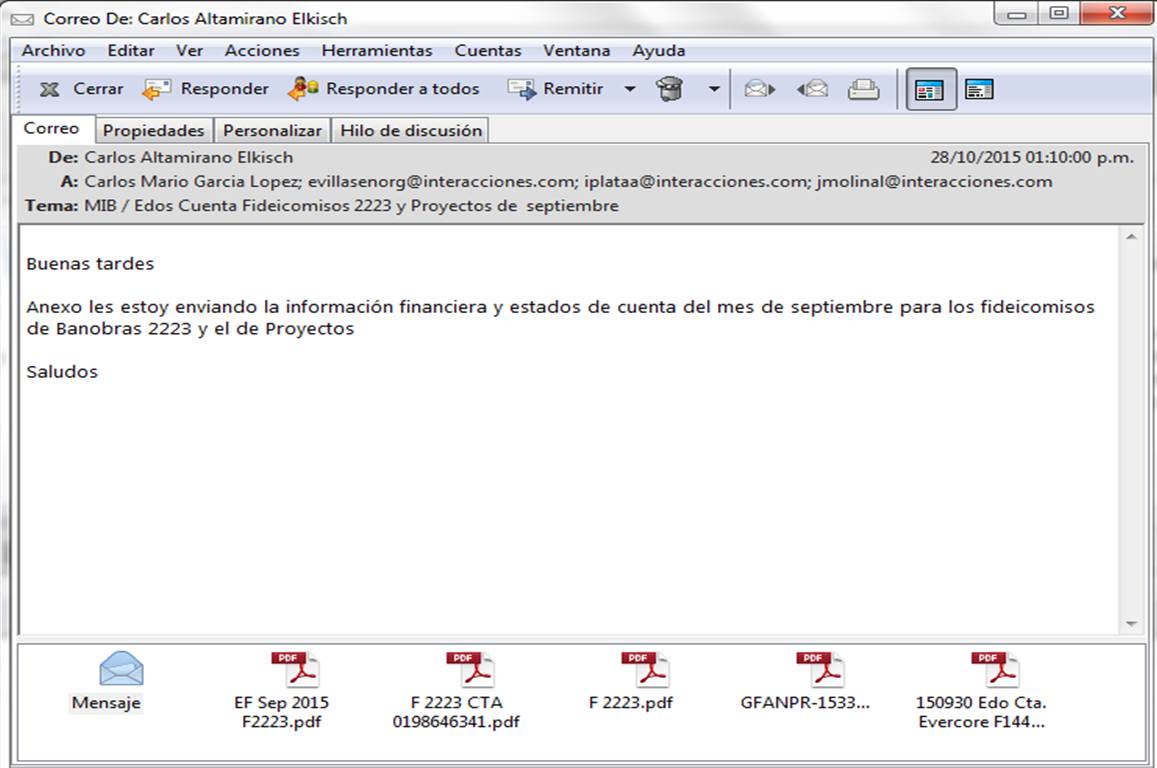 Correo De: Carlos Altamirano Elkisch
Archivo Editar Ver Acciones Herramientas Cuentas Ventana Ayuda
Cerrar Responder Responder a todos Remitir
Correo Propiedades Personalizar Hilo de discusión
De: Carlos Altamirano Elkisch 28/10/2015 01:10:00 p.m.
A: Carlos Mario Garcia Lopez; evillasenorg@interacciones.com; iplataa@interacciones.com; jmolinal@interacciones.com
Tema: MIB / Edos Cuenta Fideicomisos 2223 y Proyectos de septiembre
Buenas tardes
Anexo les estoy enviando la información financiera y estados de cuenta del mes de septiembre para los fideicomisos
de Banobras 2223 y el de Proyectos
Saludos
PDF PDF PDF PDF PDF
Mensaje EF Sep 2015 F 2223 CTA F 2223.pdf GFANPR-1533... 150930 Edo Cta.
F2223.pdf 0198646341.pdf Evercore F144...